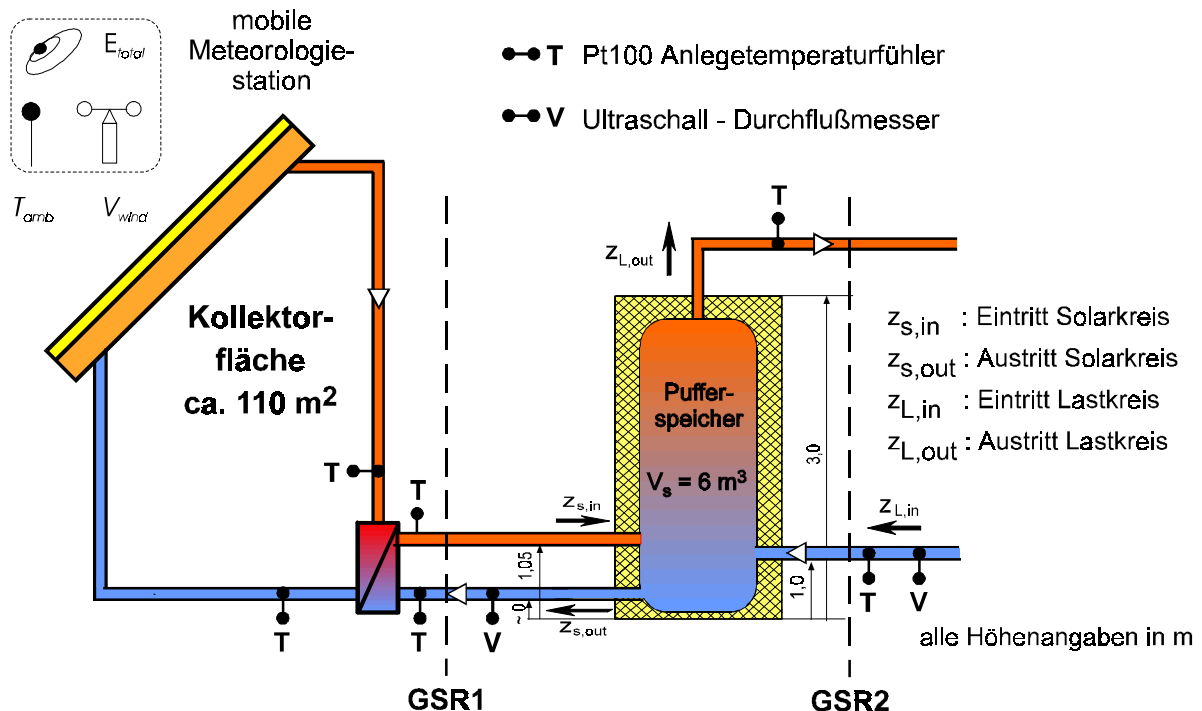 mobile
Meteorologie-
station
E_total
T_amb
V_wind
T Pt100 Anlegetemperaturfühler
V Ultraschall - Durchflußmesser
Kollektor-
fläche
ca. 110 m²
T
z_L,out
Puffer-
speicher
V_s = 6 m³
3,0
z_s,in : Eintritt Solarkreis
z_s,out : Austritt Solarkreis
z_L,in : Eintritt Lastkreis
z_L,out : Austritt Lastkreis
T
T
z_s,in
z_L,in
1,05
1,0
~ 0
z_s,out
T
T
V
T
V
alle Höhenangaben in m
GSR1
GSR2